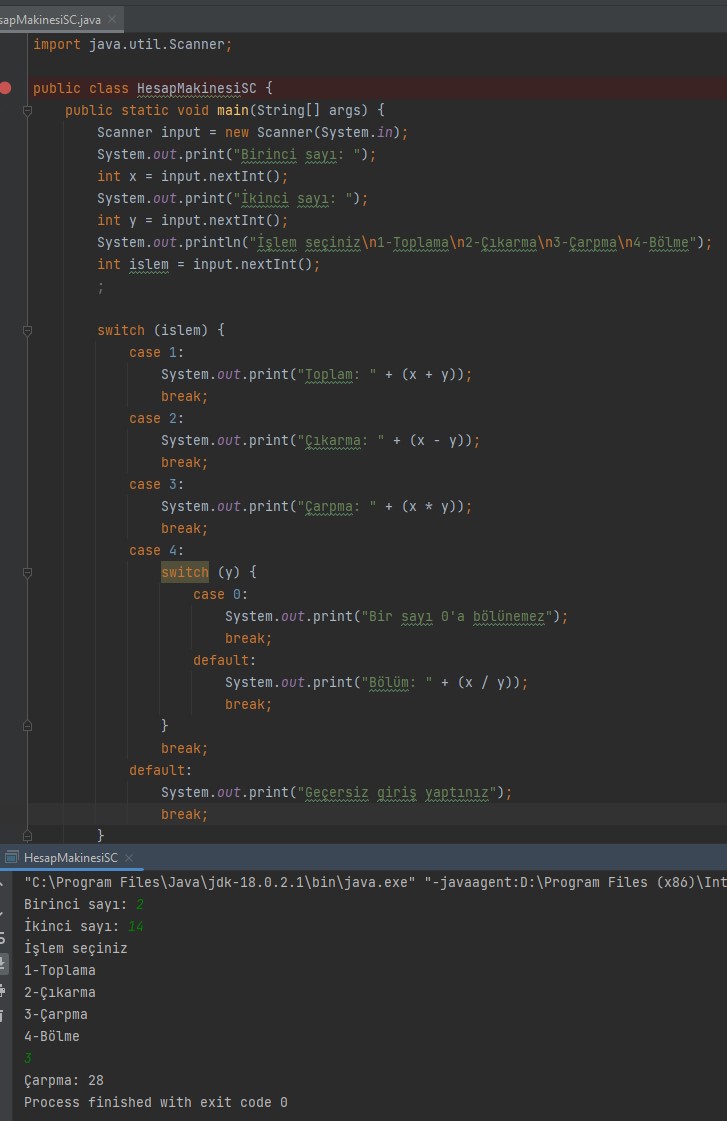 sapMakinesiSC.java
import java.util.Scanner;
public class HesapMakinesiSC {
public static void main(String[] args) {
Scanner input = new Scanner(System.in);
System.out.print("Birinci sayı: ");
int x = input.nextInt();
System.out.print("İkinci sayı: ");
int y = input.nextInt();
System.out.println("İşlem seçiniz\n1-Toplama\n2-Çıkarma\n3-Çarpma\n4-Bölme");
int islem = input.nextInt();
;
switch (islem) {
case 1:
System.out.print("Toplam: " + (x + y));
break;
case 2:
System.out.print("Çıkarma: " + (x - y));
break;
case 3:
System.out.print("Çarpma: " + (x * y));
break;
case 4:
switch (y) {
case 0:
System.out.print("Bir sayı 0'a bölünemez");
break;
default:
System.out.print("Bölüm: " + (x / y));
break;
}
break;
default:
System.out.print("Geçersiz giriş yaptınız");
break;
}
HesapMakinesiSC
"C:\Program Files\Java\jdk-18.0.2.1\bin\java.exe" "-javaagent:D:\Program Files (x86)\Int
Birinci sayı: 2
İkinci sayı: 14
İşlem seçiniz
1-Toplama
2-Çıkarma
3-Çarpma
4-Bölme
3
Çarpma: 28
Process finished with exit code 0